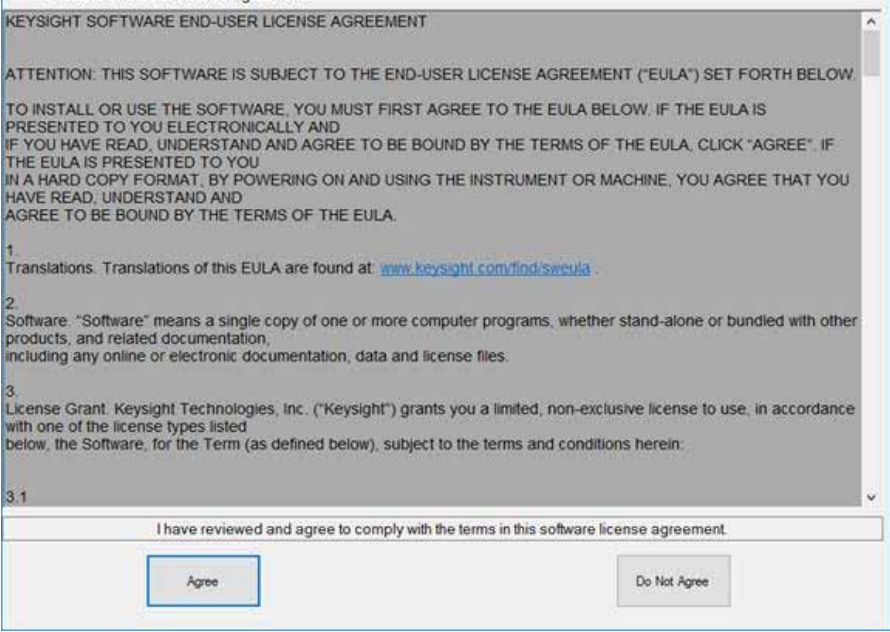 KEYSIGHT SOFTWARE END-USER LICENSE AGREEMENT
ATTENTION: THIS SOFTWARE IS SUBJECT TO THE END-USER LICENSE AGREEMENT (“EULA”) SET FORTH BELOW.
TO INSTALL OR USE THE SOFTWARE, YOU MUST FIRST AGREE TO THE EULA BELOW. IF THE EULA IS
PRESENTED TO YOU ELECTRONICALLY AND
IF YOU HAVE READ, UNDERSTAND AND AGREE TO BE BOUND BY THE TERMS OF THE EULA, CLICK “AGREE”. IF
THE EULA IS PRESENTED TO YOU
IN A HARD COPY FORMAT, BY POWERING ON AND USING THE INSTRUMENT OR MACHINE, YOU AGREE THAT YOU
HAVE READ, UNDERSTAND AND
AGREE TO BE BOUND BY THE TERMS OF THE EULA.
1.
Translations. Translations of this EULA are found at: www.keysight.com/find/sweula .
2.
Software. “Software” means a single copy of one or more computer programs, whether stand-alone or bundled with other
products, and related documentation,
including any online or electronic documentation, data and license files.
3.
License Grant. Keysight Technologies, Inc. (“Keysight”) grants you a limited, non-exclusive license to use, in accordance
with one of the license types listed
below, the Software, for the Term (as defined below), subject to the terms and conditions herein:
3.1
I have reviewed and agree to comply with the terms in this software license agreement.
Agree
Do Not Agree